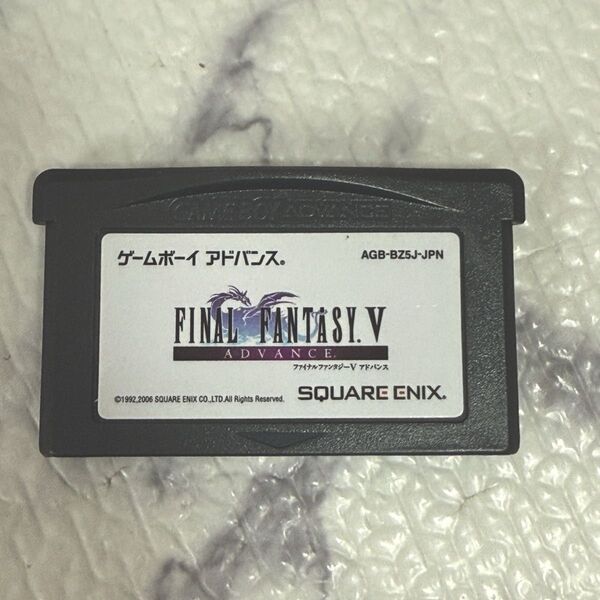 GAME BOY ADVANCE
ゲームボーイ アドバンス®
AGB-BZ5J-JPN
FINAL FANTASY® V
ADVANCE
ファイナルファンタジーV アドバンス
©1992,2006 SQUARE ENIX CO.,LTD.All Rights Reserved.
SQUARE ENIX®